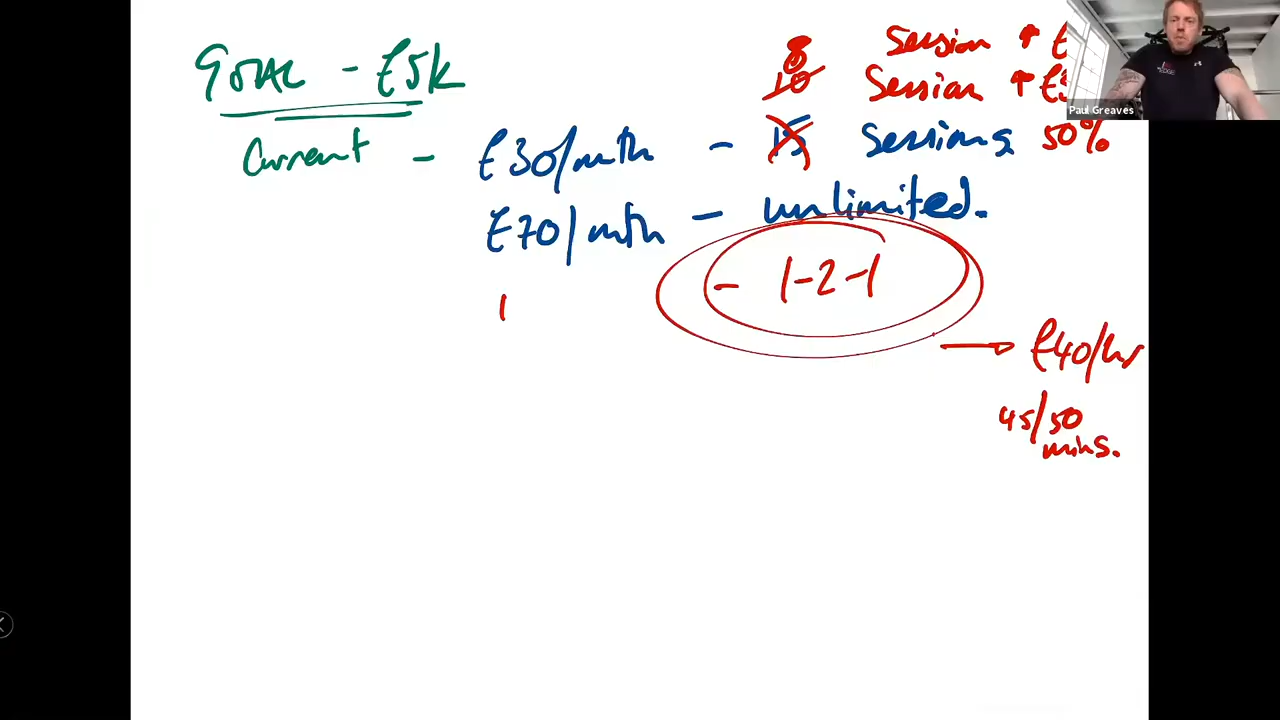 GOAL - £5k
8 Session ↑ £
10 Session ↑ £3
Paul Greaves
Current - £30/mth - 15 Sessions 50%
£70/mth - unlimited.
- 1-2-1
→ £40/hr
45/50
mins.